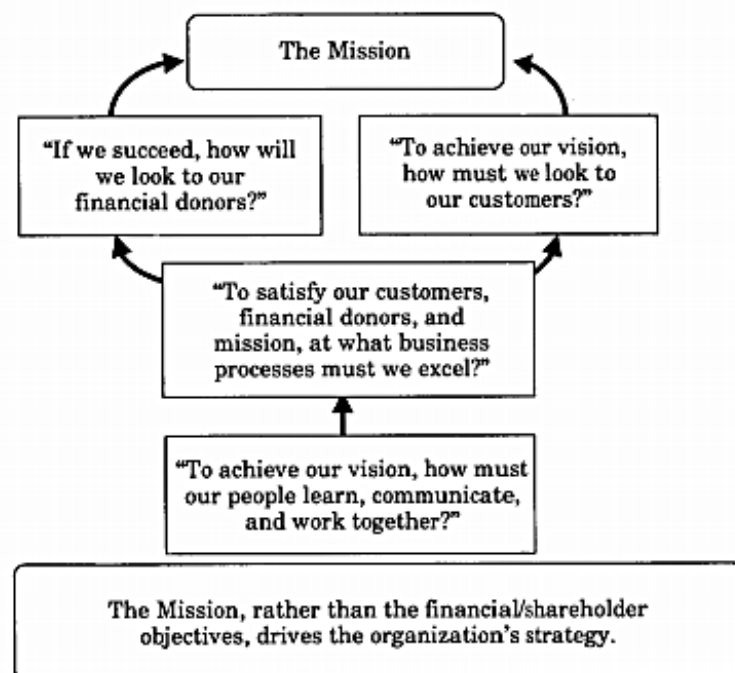 The Mission
“If we succeed, how will
we look to our
financial donors?”
“To achieve our vision,
how must we look to
our customers?”
“To satisfy our customers,
financial donors, and
mission, at what business
processes must we excel?”
“To achieve our vision, how must
our people learn, communicate,
and work together?”
The Mission, rather than the financial/shareholder
objectives, drives the organization’s strategy.